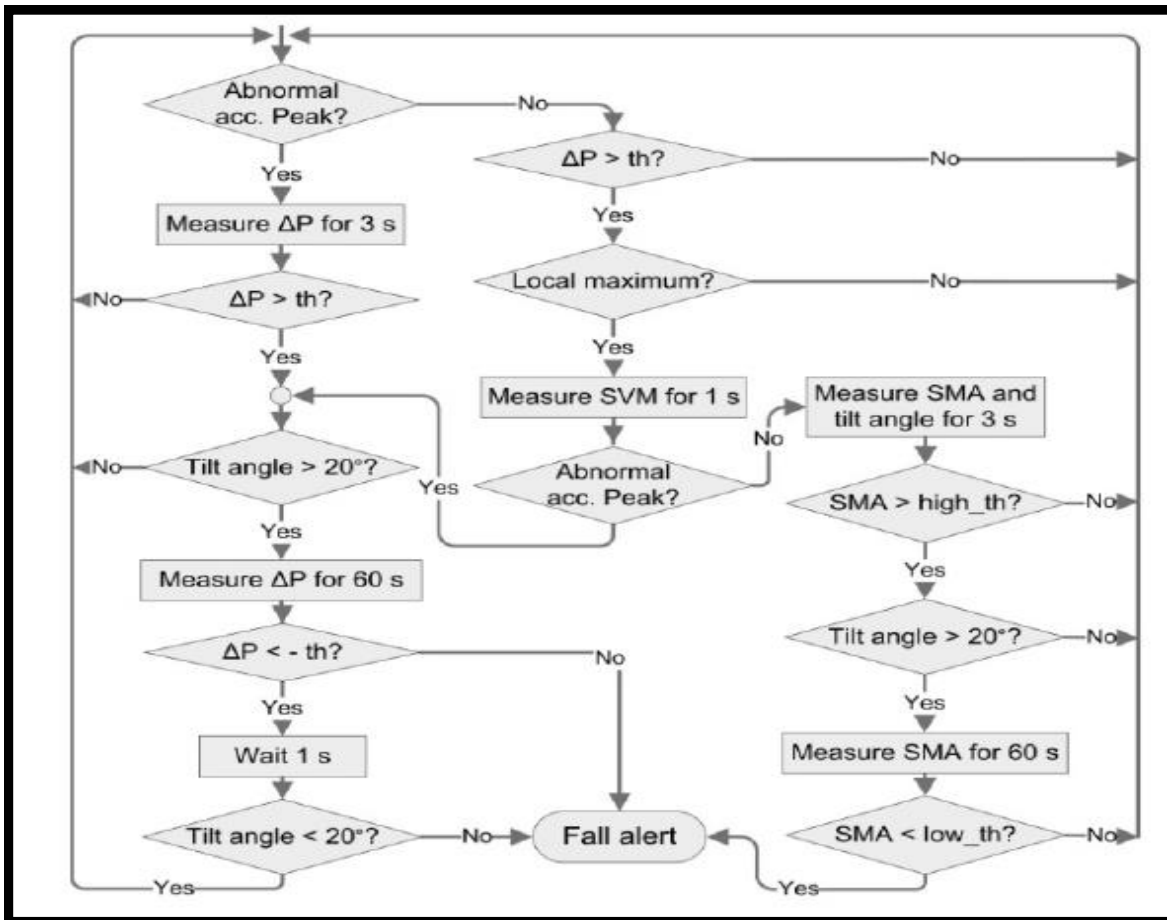 Abnormal
acc. Peak?
No
ΔP > th?
No
Yes
Measure ΔP for 3 s
Yes
No
ΔP > th?
Local maximum?
No
Yes
Yes
Measure SVM for 1 s
Measure SMA and
tilt angle for 3 s
No
No
Tilt angle > 20°?
Yes
Abnormal
acc. Peak?
SMA > high_th?
No
Yes
Measure ΔP for 60 s
Yes
ΔP < - th?
No
Tilt angle > 20°?
No
Yes
Yes
Wait 1 s
Measure SMA for 60 s
Tilt angle < 20°?
No
Fall alert
SMA < low_th?
No
Yes
Yes